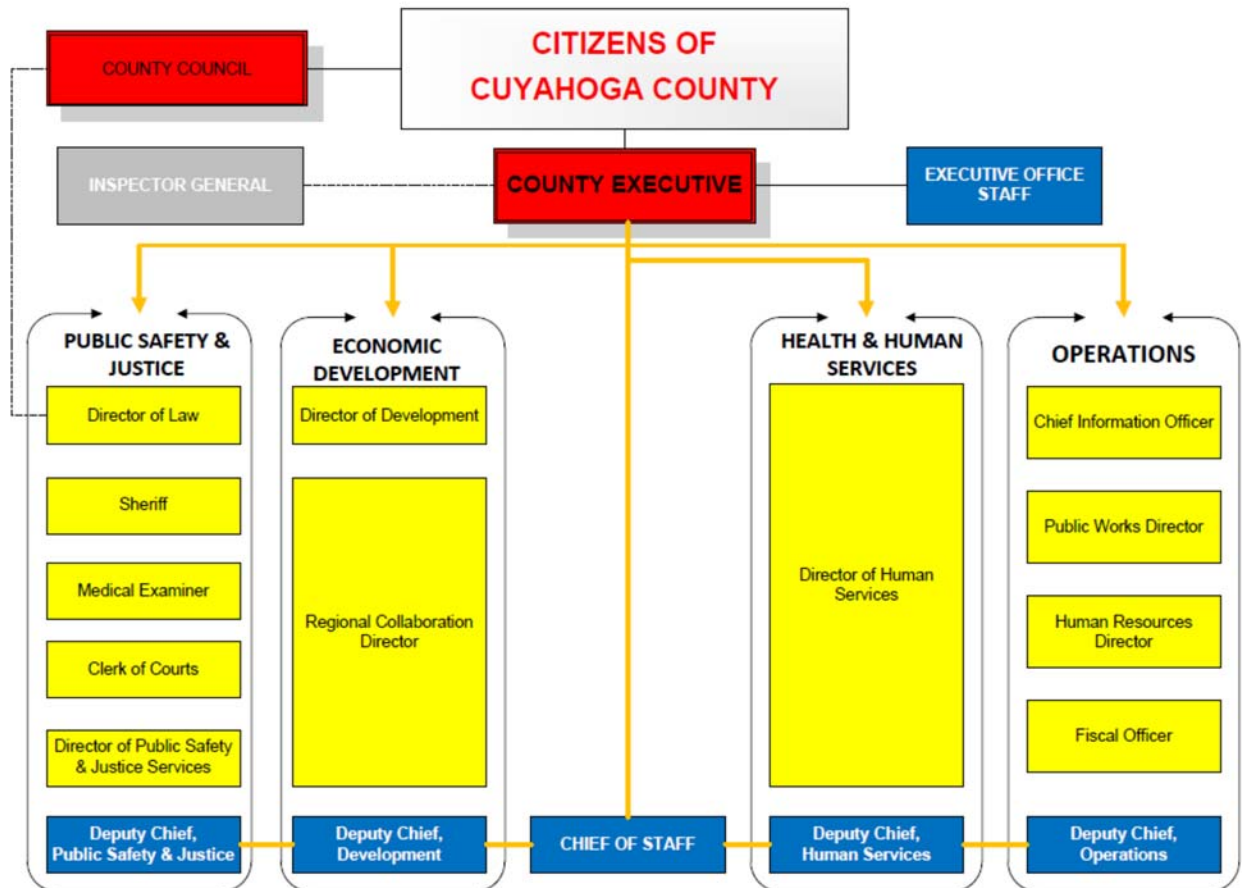 CITIZENS OF
CUYAHOGA COUNTY
COUNTY COUNCIL
INSPECTOR GENERAL
COUNTY EXECUTIVE
EXECUTIVE OFFICE
STAFF
PUBLIC SAFETY &
JUSTICE
Director of Law
Sheriff
Medical Examiner
Clerk of Courts
Director of Public Safety
& Justice Services
Deputy Chief,
Public Safety & Justice
ECONOMIC
DEVELOPMENT
Director of Development
Regional Collaboration
Director
Deputy Chief,
Development
CHIEF OF STAFF
HEALTH & HUMAN
SERVICES
Director of Human
Services
Deputy Chief,
Human Services
OPERATIONS
Chief Information Officer
Public Works Director
Human Resources
Director
Fiscal Officer
Deputy Chief,
Operations